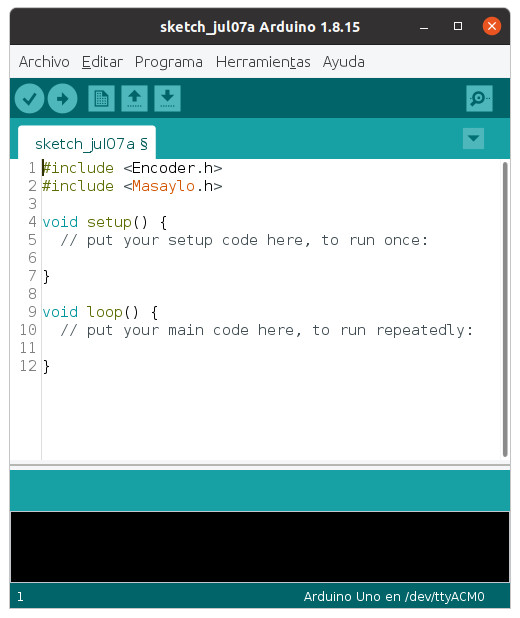 sketch_jul07a Arduino 1.8.15
Archivo Editar Programa Herramientas Ayuda
sketch_jul07a §
1 #include <Encoder.h>
2 #include <Masaylo.h>
3
4 void setup() {
5   // put your setup code here, to run once:
6
7 }
8
9 void loop() {
10   // put your main code here, to run repeatedly:
11
12 }
1 Arduino Uno en /dev/ttyACM0